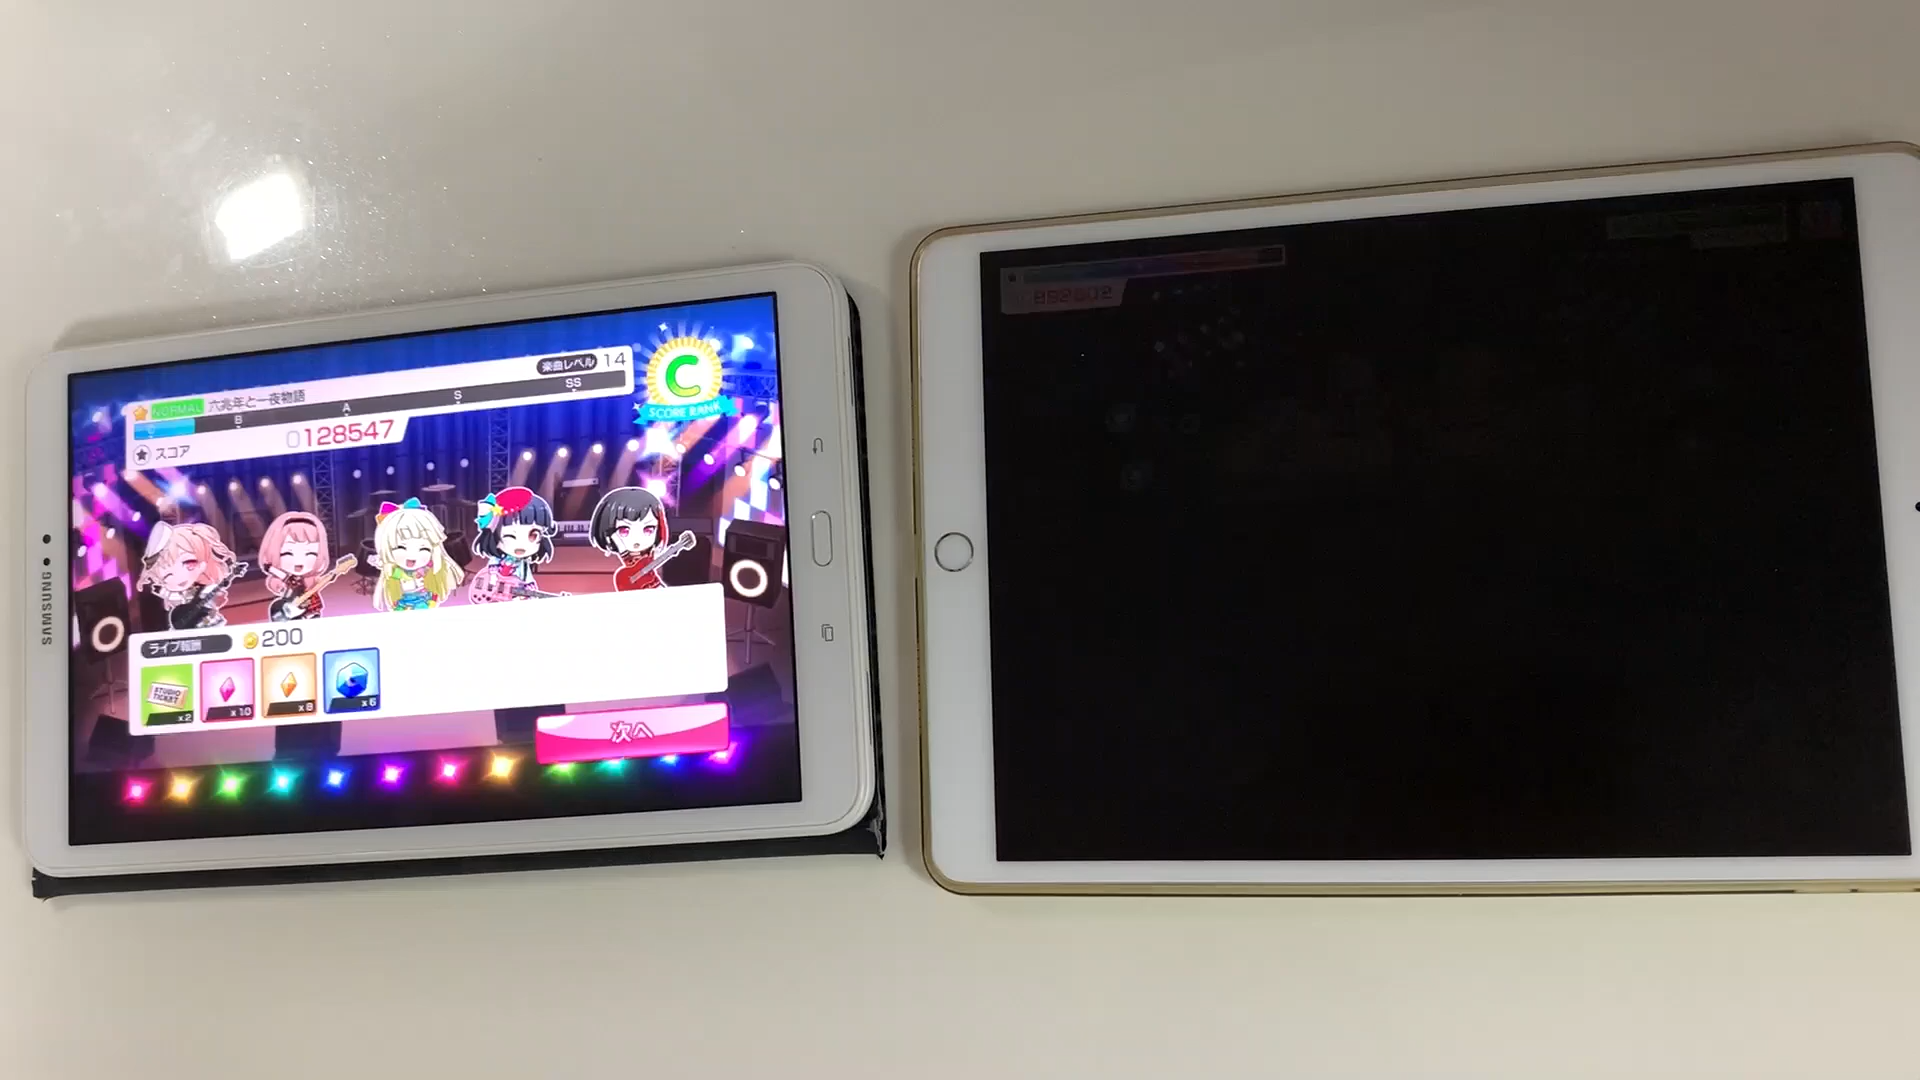 楽曲レベル 14
NORMAL 六兆年と一夜物語
C B A S SS
スコア 0128547
C
SCORE RANK
SAMSUNG
ライブ報酬 200
STUDIO
TICKET
x2 x10 x8 x6
次へ